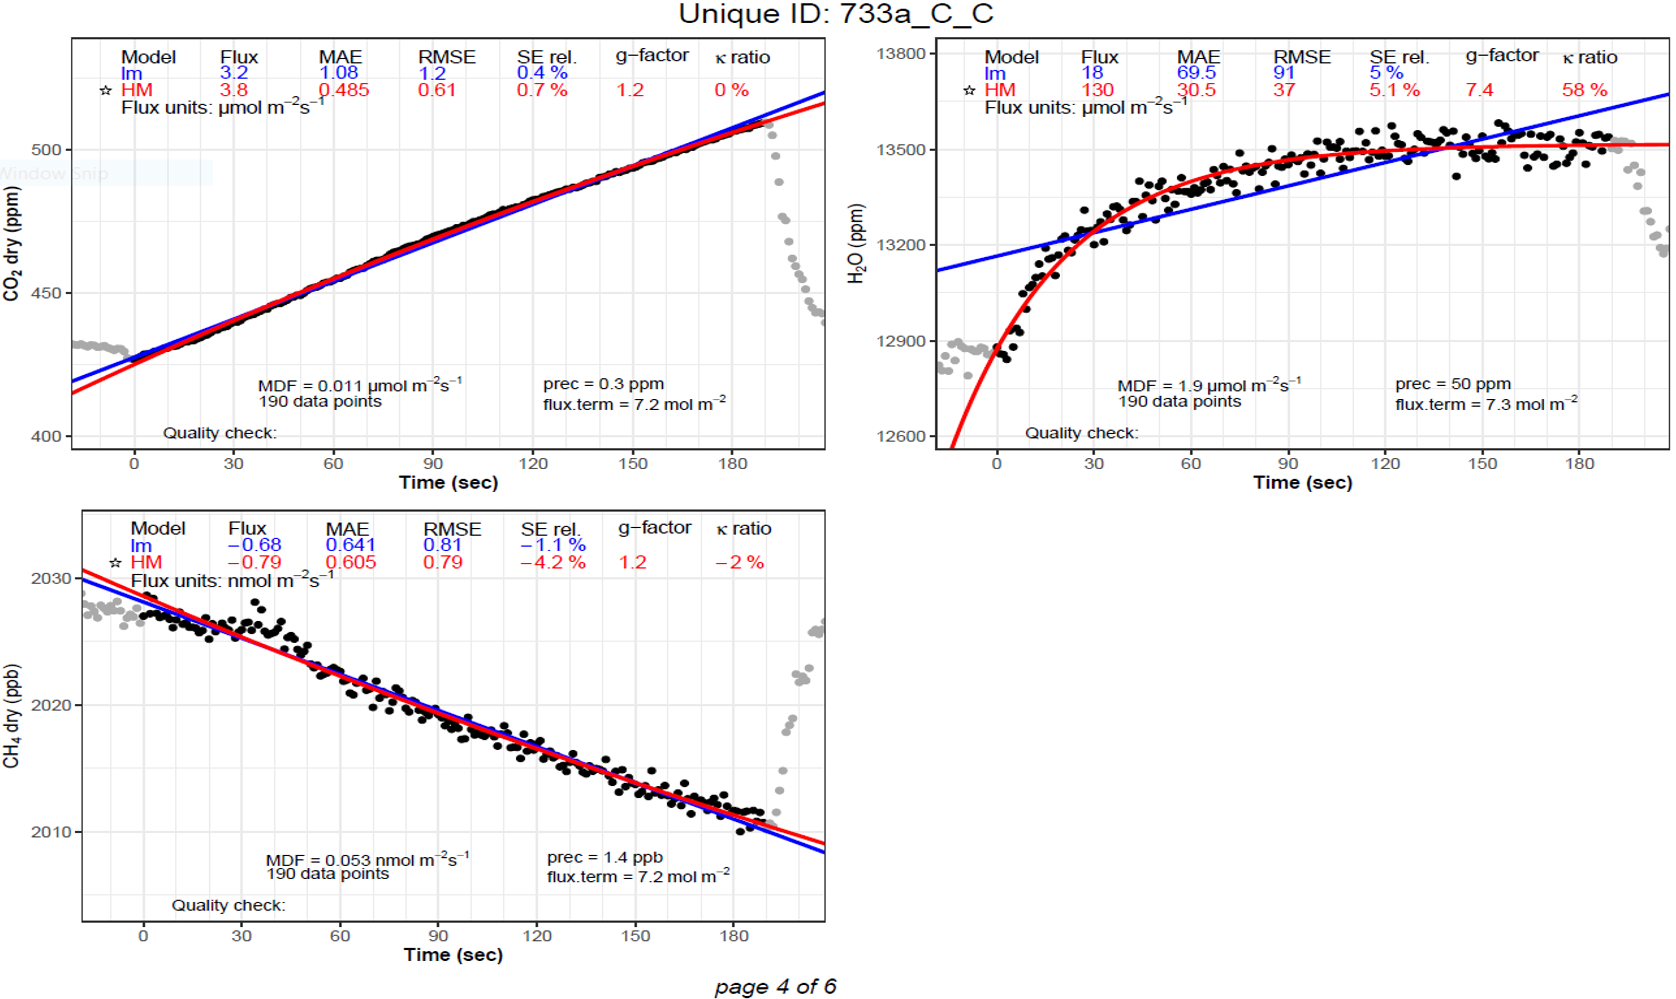 Unique ID: 733a_C_C
Model Flux MAE RMSE SE rel. g−factor κ ratio
lm 3.2 1.08 1.2 0.4 %
☆ HM 3.8 0.485 0.61 0.7 % 1.2 0 %
Flux units: µmol m⁻²s⁻¹
Window Snip
500
450
400
CO₂ dry (ppm)
MDF = 0.011 µmol m⁻²s⁻¹
190 data points
prec = 0.3 ppm
flux.term = 7.2 mol m⁻²
Quality check:
0 30 60 90 120 150 180
Time (sec)
Model Flux MAE RMSE SE rel. g−factor κ ratio
lm 18 69.5 91 5 %
☆ HM 130 30.5 37 5.1 % 7.4 58 %
Flux units: µmol m⁻²s⁻¹
13800
13500
13200
12900
12600
H₂O (ppm)
MDF = 1.9 µmol m⁻²s⁻¹
190 data points
prec = 50 ppm
flux.term = 7.3 mol m⁻²
Quality check:
0 30 60 90 120 150 180
Time (sec)
Model Flux MAE RMSE SE rel. g−factor κ ratio
lm −0.68 0.641 0.81 −1.1 %
☆ HM −0.79 0.605 0.79 −4.2 % 1.2 −2 %
Flux units: nmol m⁻²s⁻¹
2030
2020
2010
CH₄ dry (ppb)
MDF = 0.053 nmol m⁻²s⁻¹
190 data points
prec = 1.4 ppb
flux.term = 7.2 mol m⁻²
Quality check:
0 30 60 90 120 150 180
Time (sec)
page 4 of 6